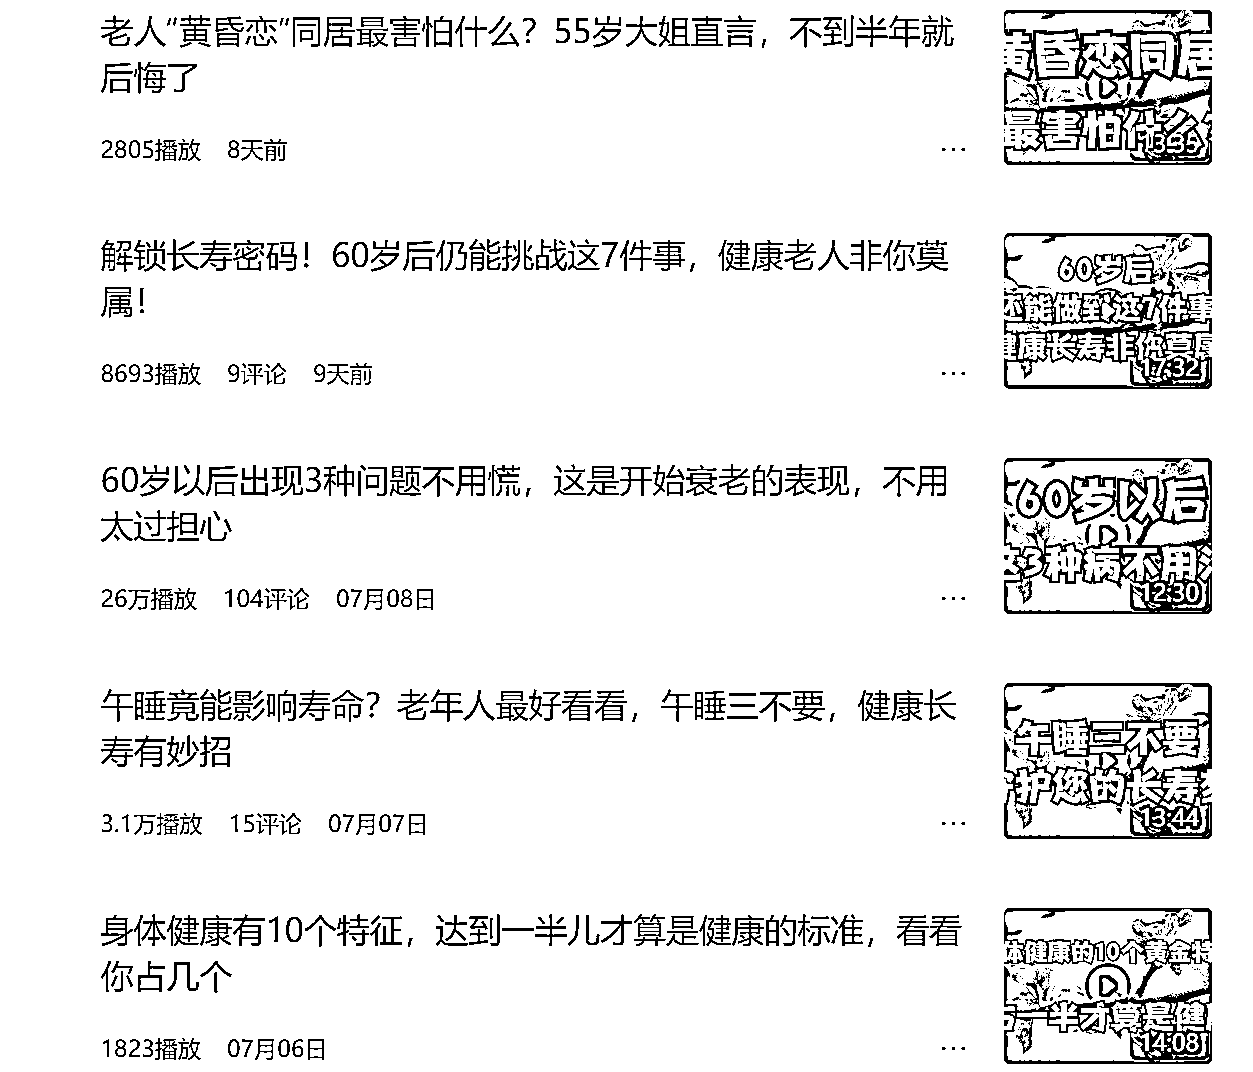 老人“黄昏恋”同居最害怕什么？55岁大姐直言，不到半年就
后悔了
2805播放 8天前 ...
黄昏恋同居
最害怕什么
13:35
解锁长寿密码！60岁后仍能挑战这7件事，健康老人非你莫
属！
8693播放 9评论 9天前 ...
60岁后
还能做到这7件事
健康长寿非你莫属
17:32
60岁以后出现3种问题不用慌，这是开始衰老的表现，不用
太过担心
26万播放 104评论 07月08日 ...
60岁以后
这3种病不用治
12:30
午睡竟能影响寿命？老年人最好看看，午睡三不要，健康长
寿有妙招
3.1万播放 15评论 07月07日 ...
午睡三不要
护您的长寿
13:44
身体健康有10个特征，达到一半儿才算是健康的标准，看看
你占几个
1823播放 07月06日 ...
体健康的10个黄金特
占一半才算是健
14:08